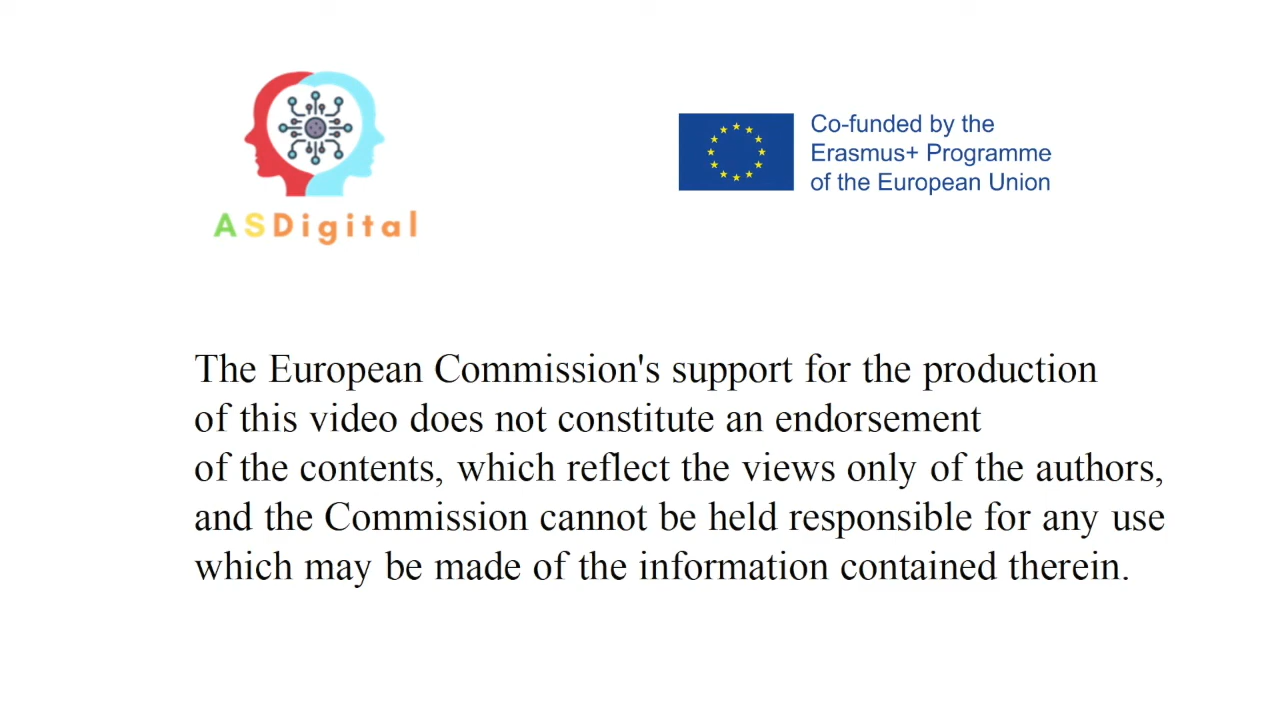 ASDigital
Co-funded by the
Erasmus+ Programme
of the European Union
The European Commission's support for the production
of this video does not constitute an endorsement
of the contents, which reflect the views only of the authors,
and the Commission cannot be held responsible for any use
which may be made of the information contained therein.